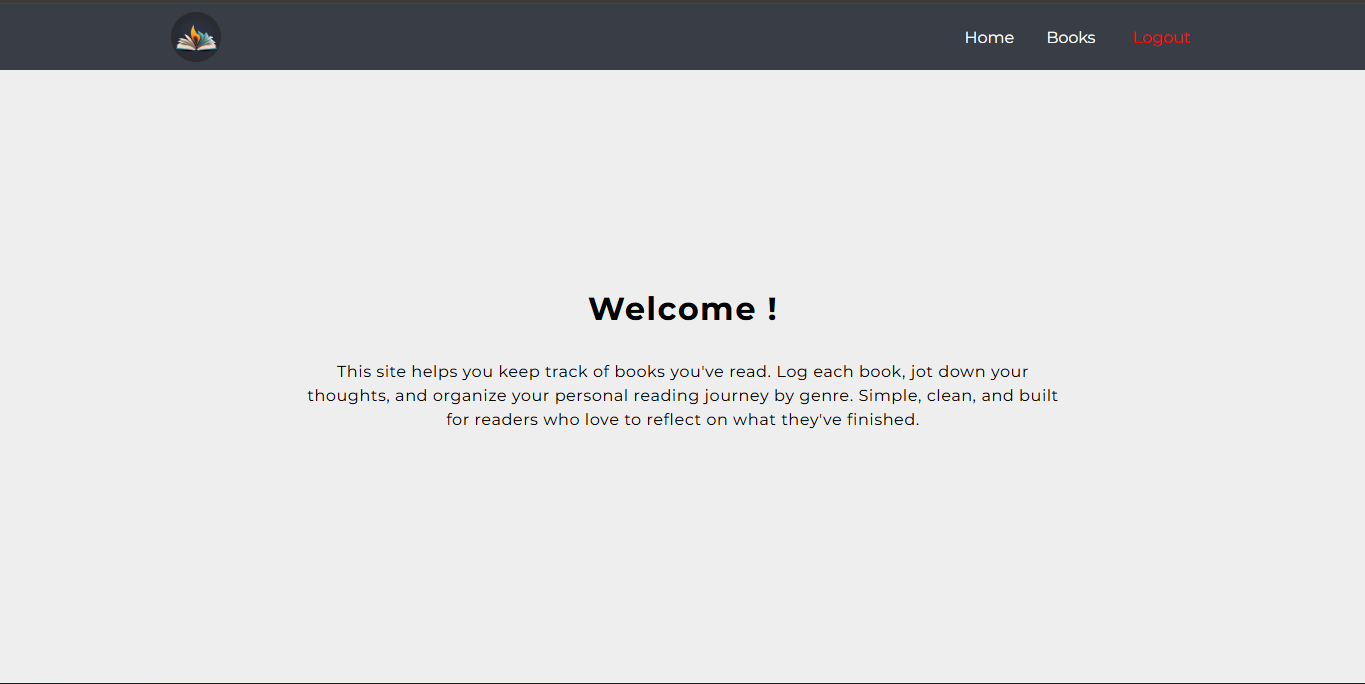 Home Books Logout
Welcome !
This site helps you keep track of books you've read. Log each book, jot down your
thoughts, and organize your personal reading journey by genre. Simple, clean, and built
for readers who love to reflect on what they've finished.